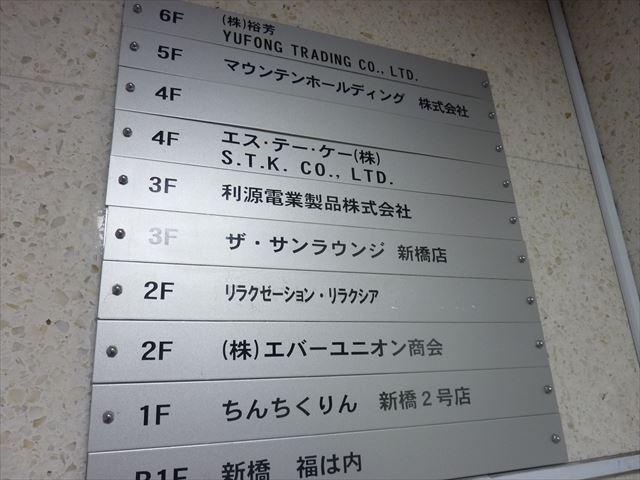 6F (株)裕芳
YUFONG TRADING CO., LTD.
5F マウンテンホールディング 株式会社
4F
4F エス・テー・ケー(株)
S.T.K. CO., LTD.
3F 利源電業製品株式会社
3F ザ・サンラウンジ 新橋店
2F リラクゼーション・リラクシア
2F (株)エバーユニオン商会
1F ちんちくりん 新橋2号店
B1F 新橋 福は内